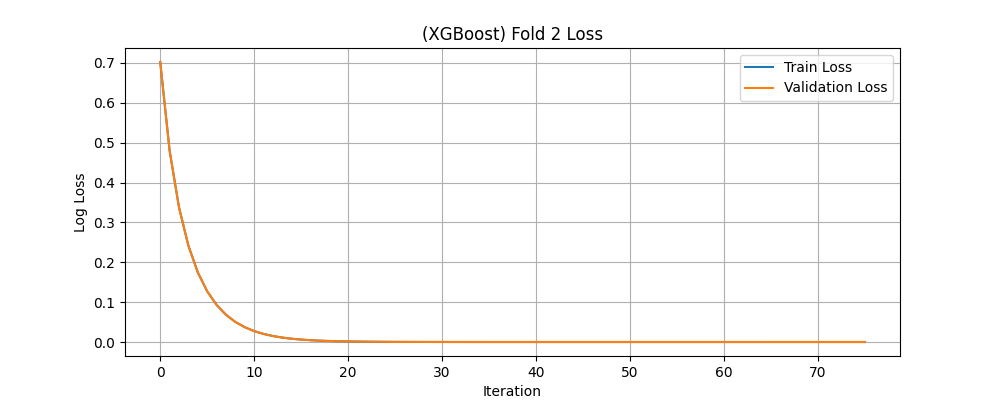 (XGBoost) Fold 2 Loss
Train Loss
Validation Loss
Log Loss
0.7
0.6
0.5
0.4
0.3
0.2
0.1
0.0
0 10 20 30 40 50 60 70
Iteration